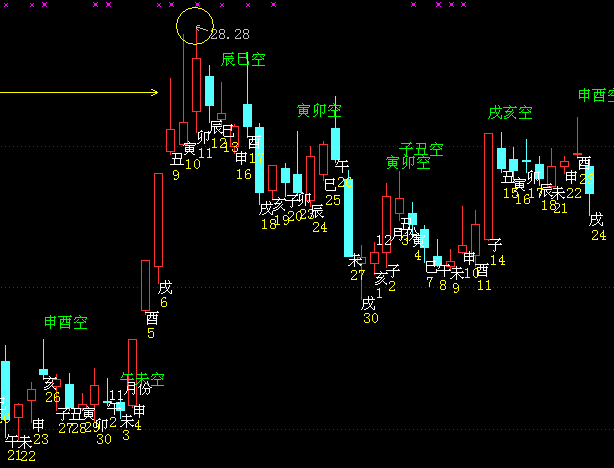 28.28
辰巳空
寅卯空
子丑空
寅卯空
戌亥空
申酉空
申酉空
午未空
午
21
未
22
申
23
亥
26
子
27
丑
28
寅
29
卯
30
11
月份
午
2
未
3
申
4
酉
5
戌
6
丑
9
寅
10
卯
11
辰
12
巳
13
申
16
酉
17
戌
18
亥
19
子
20
卯
23
辰
24
巳
25
午
26
未
27
戌
30
12
月份
亥
1
子
2
丑
3
寅
4
巳
7
午
8
未
9
申
10
酉
11
子
14
丑
15
寅
16
卯
17
辰
18
未
21
申
22
酉
戌
24